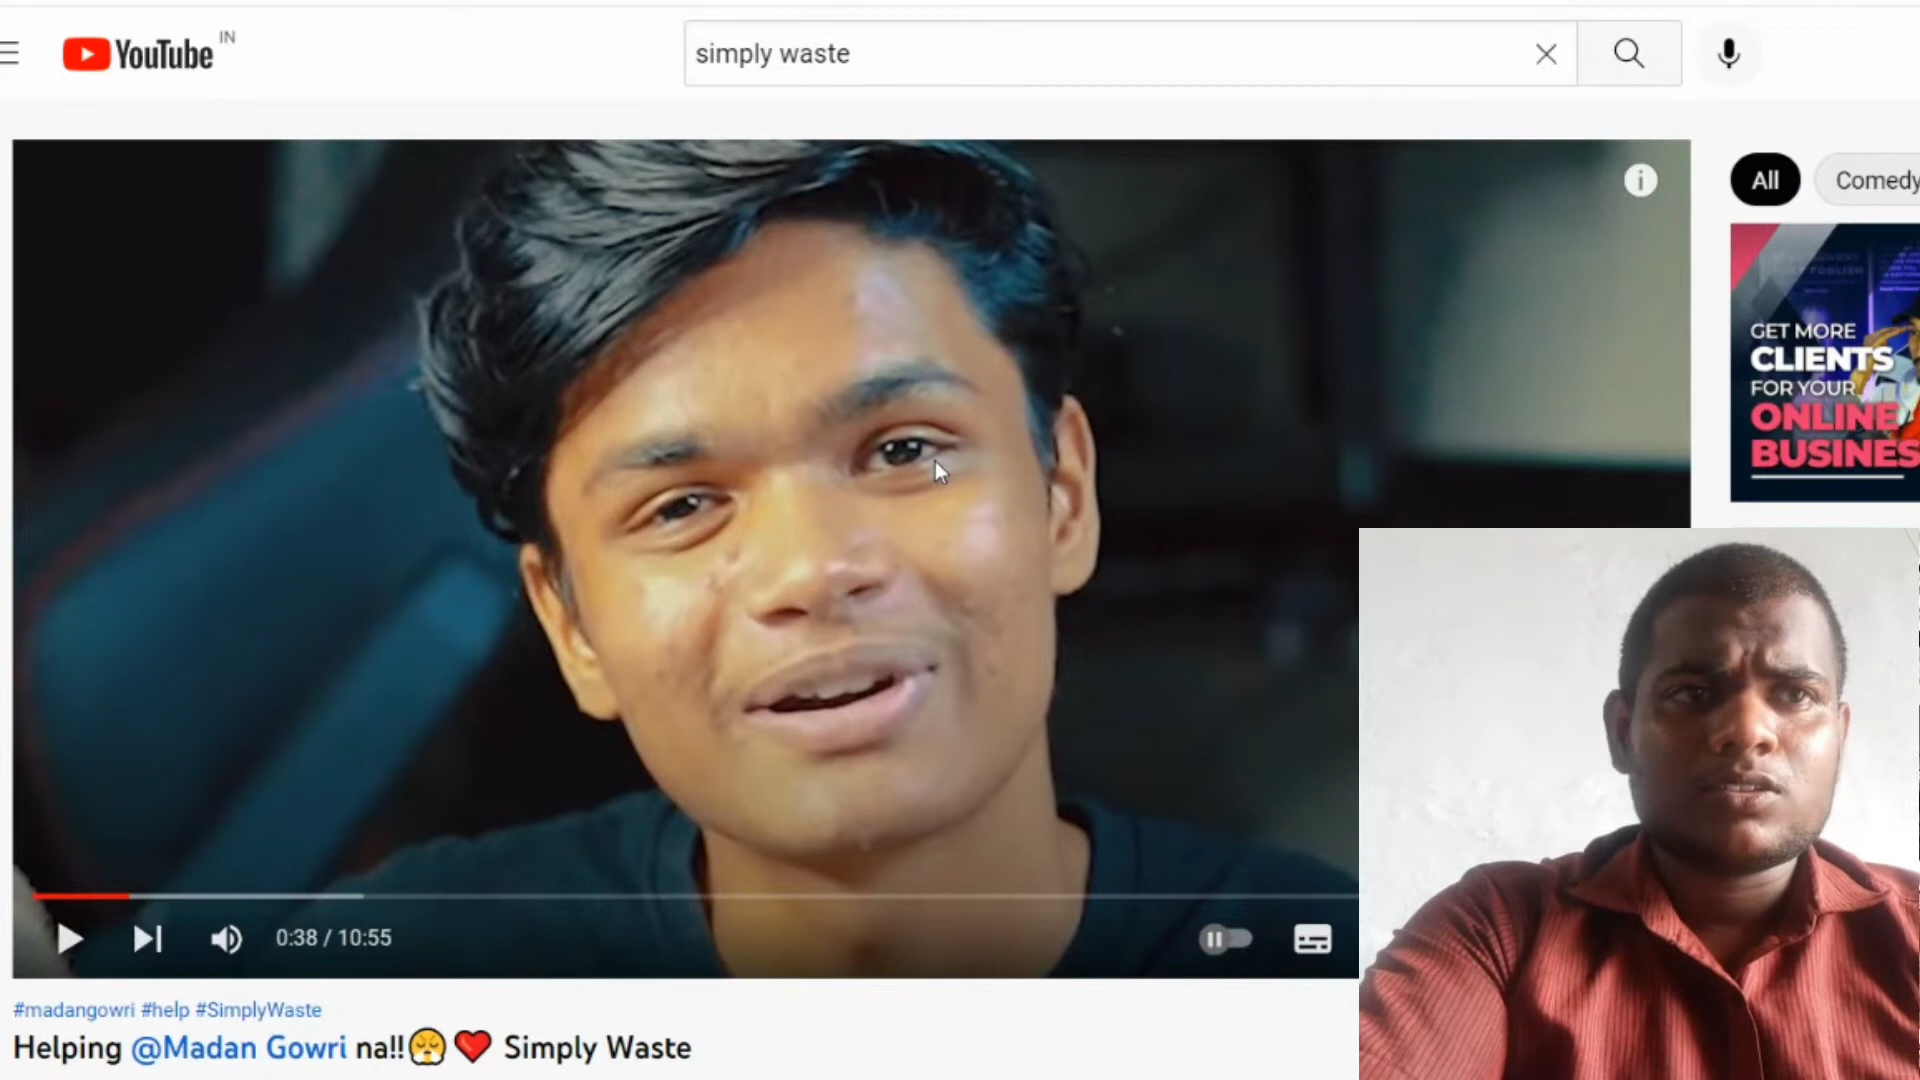 YouTube IN
simply waste
All
Comedy
GET MORE
CLIENTS
FOR YOUR
ONLINE
BUSINES
0:38 / 10:55
#madangowri #help #SimplyWaste
Helping @Madan Gowri na!!😤❤️ Simply Waste